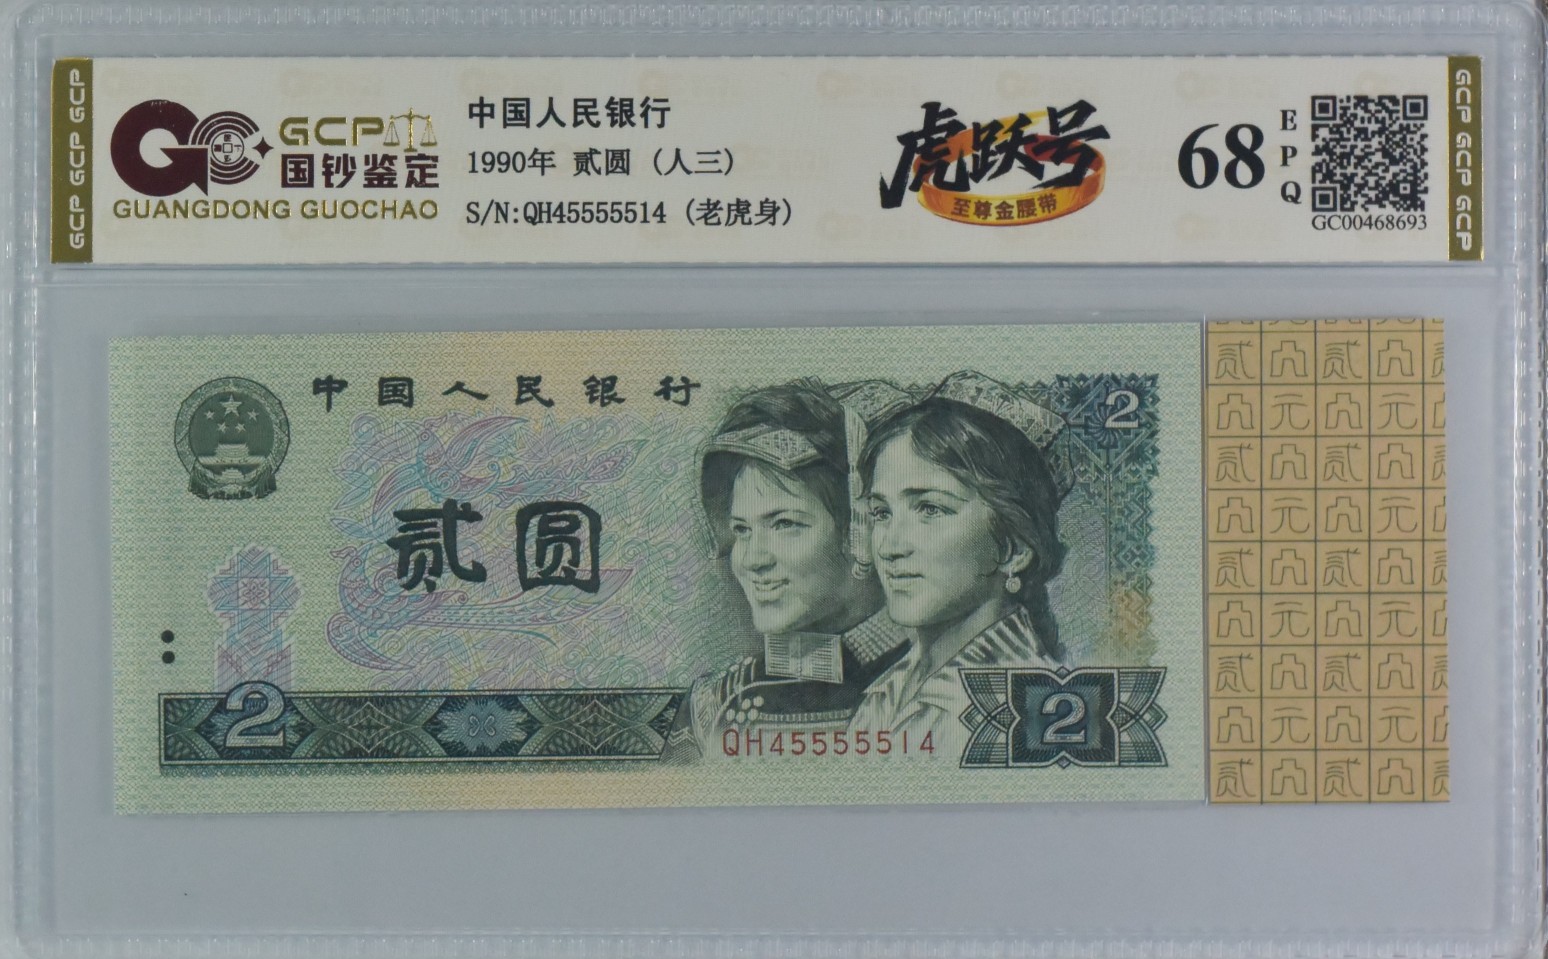 GCP GCP GCP
GCP
国钞鉴定
GUANGDONG GUOCHAO
中国人民银行
1990年 贰圆 (人三)
S/N:QH45555514 (老虎身)
虎跃号
至尊金腰带
68
EPQ
GC00468693
GCP GCP GCP
中国人民银行
2
贰圆
2
QH45555514
2